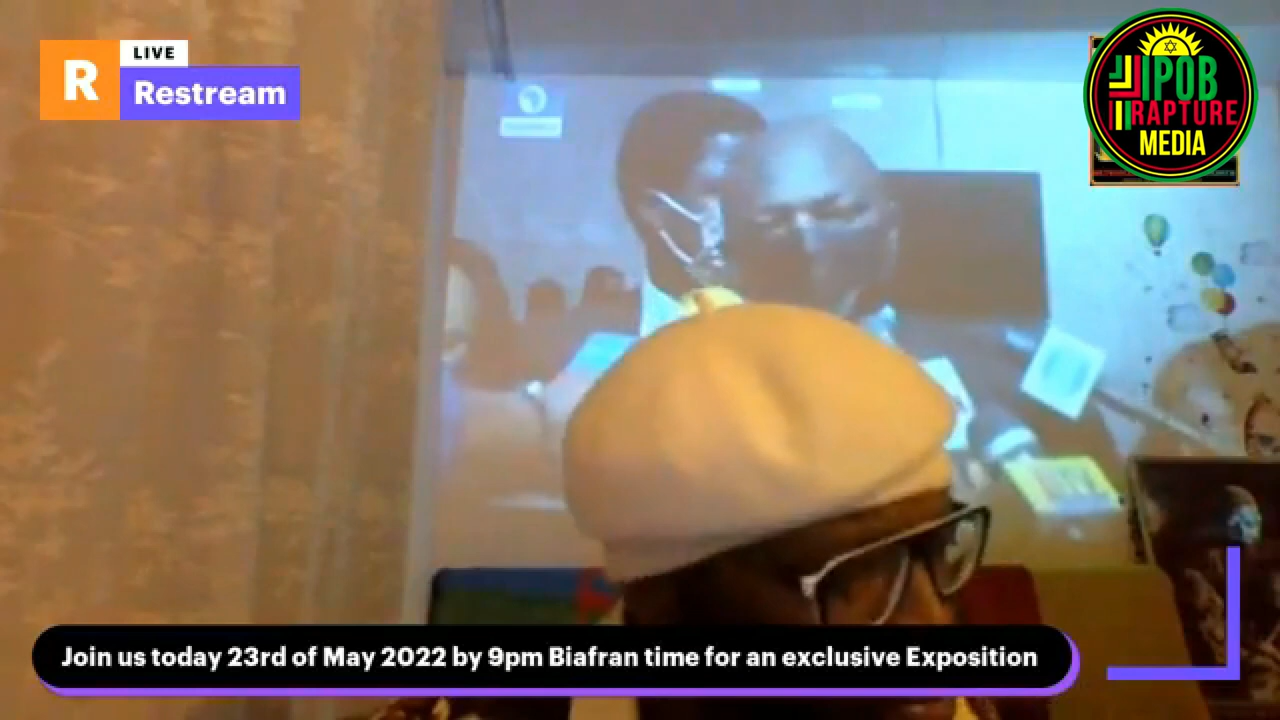 R
LIVE
Restream
IPOB
RAPTURE
MEDIA
Join us today 23rd of May 2022 by 9pm Biafran time for an exclusive Exposition